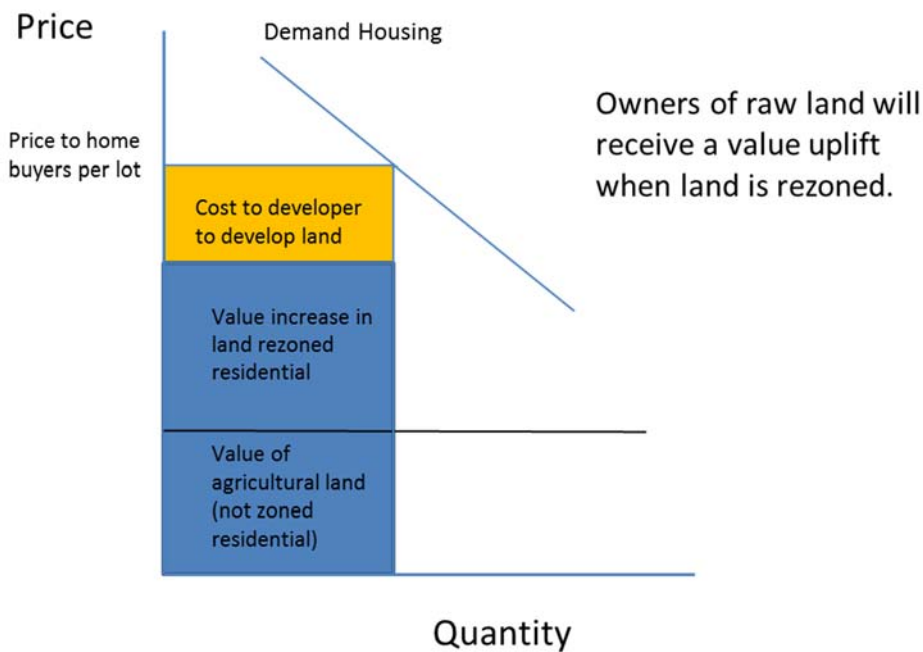 Price
Demand Housing
Owners of raw land will
receive a value uplift
when land is rezoned.
Price to home
buyers per lot
Cost to developer
to develop land
Value increase in
land rezoned
residential
Value of
agricultural land
(not zoned
residential)
Quantity